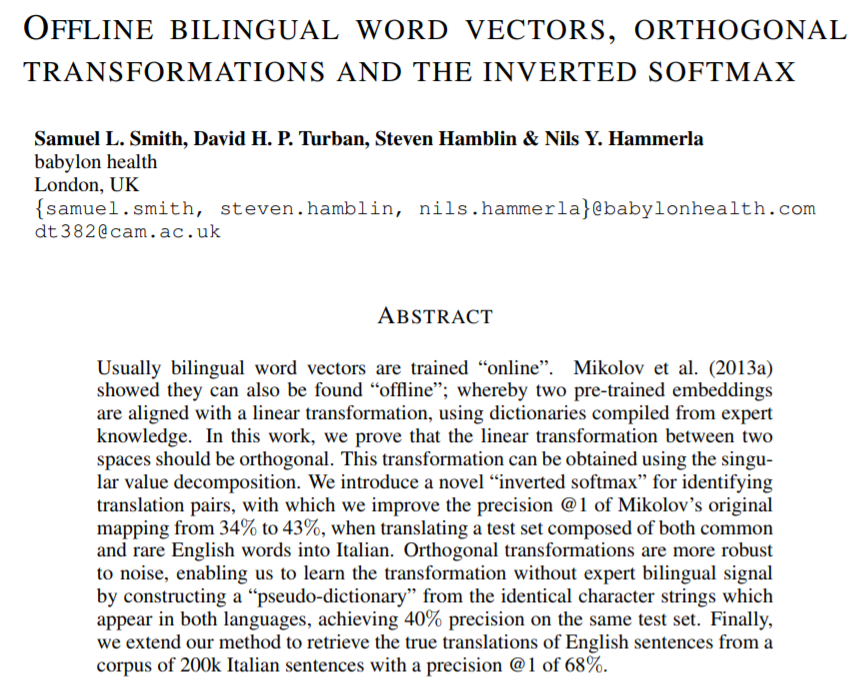 OFFLINE BILINGUAL WORD VECTORS, ORTHOGONAL
TRANSFORMATIONS AND THE INVERTED SOFTMAX
Samuel L. Smith, David H. P. Turban, Steven Hamblin & Nils Y. Hammerla
babylon health
London, UK
{samuel.smith, steven.hamblin, nils.hammerla}@babylonhealth.com
dt382@cam.ac.uk
ABSTRACT
Usually bilingual word vectors are trained “online”. Mikolov et al. (2013a)
showed they can also be found “offline”; whereby two pre-trained embeddings
are aligned with a linear transformation, using dictionaries compiled from expert
knowledge. In this work, we prove that the linear transformation between two
spaces should be orthogonal. This transformation can be obtained using the singu-
lar value decomposition. We introduce a novel “inverted softmax” for identifying
translation pairs, with which we improve the precision @1 of Mikolov’s original
mapping from 34% to 43%, when translating a test set composed of both common
and rare English words into Italian. Orthogonal transformations are more robust
to noise, enabling us to learn the transformation without expert bilingual signal
by constructing a “pseudo-dictionary” from the identical character strings which
appear in both languages, achieving 40% precision on the same test set. Finally,
we extend our method to retrieve the true translations of English sentences from a
corpus of 200k Italian sentences with a precision @1 of 68%.